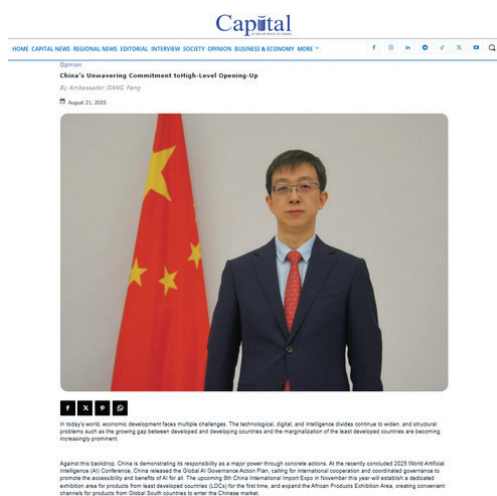 Capital
HOME CAPITAL NEWS REGIONAL NEWS EDITORIAL INTERVIEW SOCIETY OPINION BUSINESS & ECONOMY MORE
Opinion
China's Unwavering Commitment toHigh-Level Opening-Up
By Ambassador JIANG, Feng
August 21, 2025
In today's world, economic development faces multiple challenges. The technological, digital, and intelligence divides continue to widen, and structural
problems such as the growing gap between developed and developing countries and the marginalization of the least developed countries are becoming
increasingly prominent.
Against this backdrop, China is demonstrating its responsibility as a major power through concrete actions. At the recently concluded 2025 World Artificial
Intelligence (AI) Conference, China released the Global AI Governance Action Plan, calling for international cooperation and coordinated governance to
promote the accessibility and benefits of AI for all. The upcoming 8th China International Import Expo in November this year will establish a dedicated
exhibition area for products from least developed countries (LDCs) for the first time, and expand the African Products Exhibition Area, creating convenient
channels for products from Global South countries to enter the Chinese market.